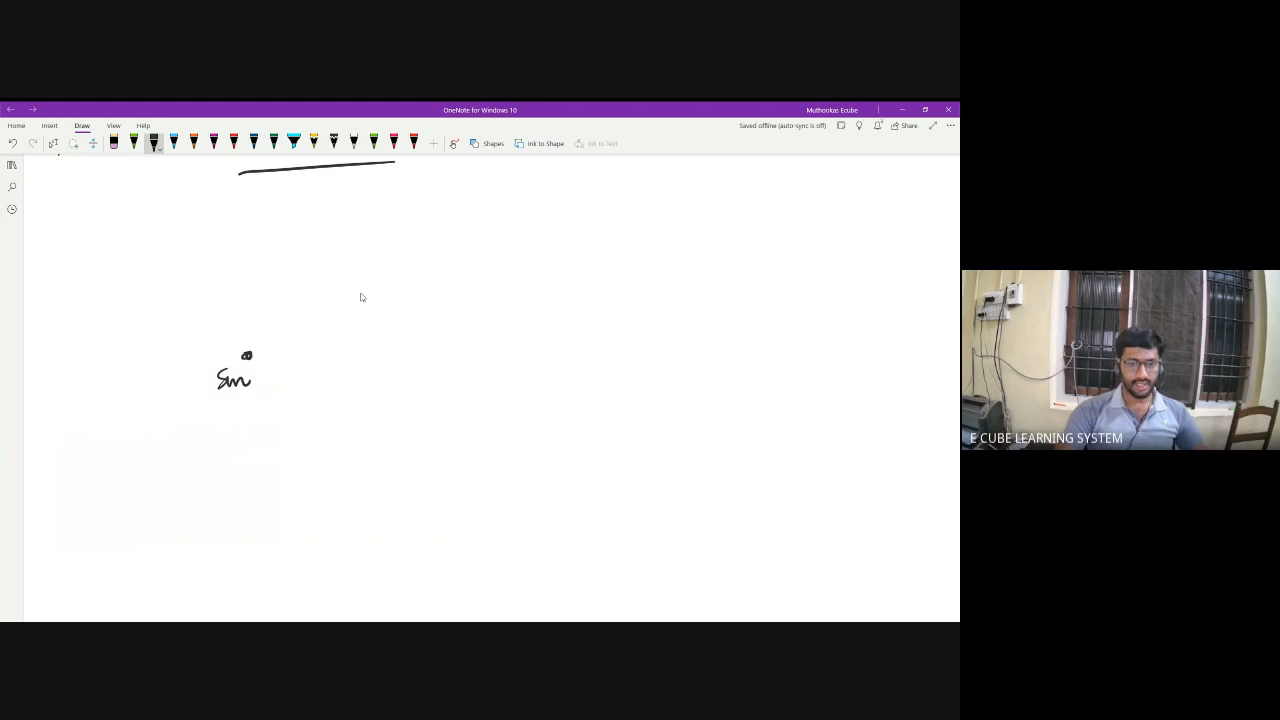 OneNote for Windows 10
Muthookas Ecube
Home Insert Draw View Help
Saved offline (auto-sync is off)
Share
Shapes
Ink to Shape
Ink to Text
Sun
E CUBE LEARNING SYSTEM